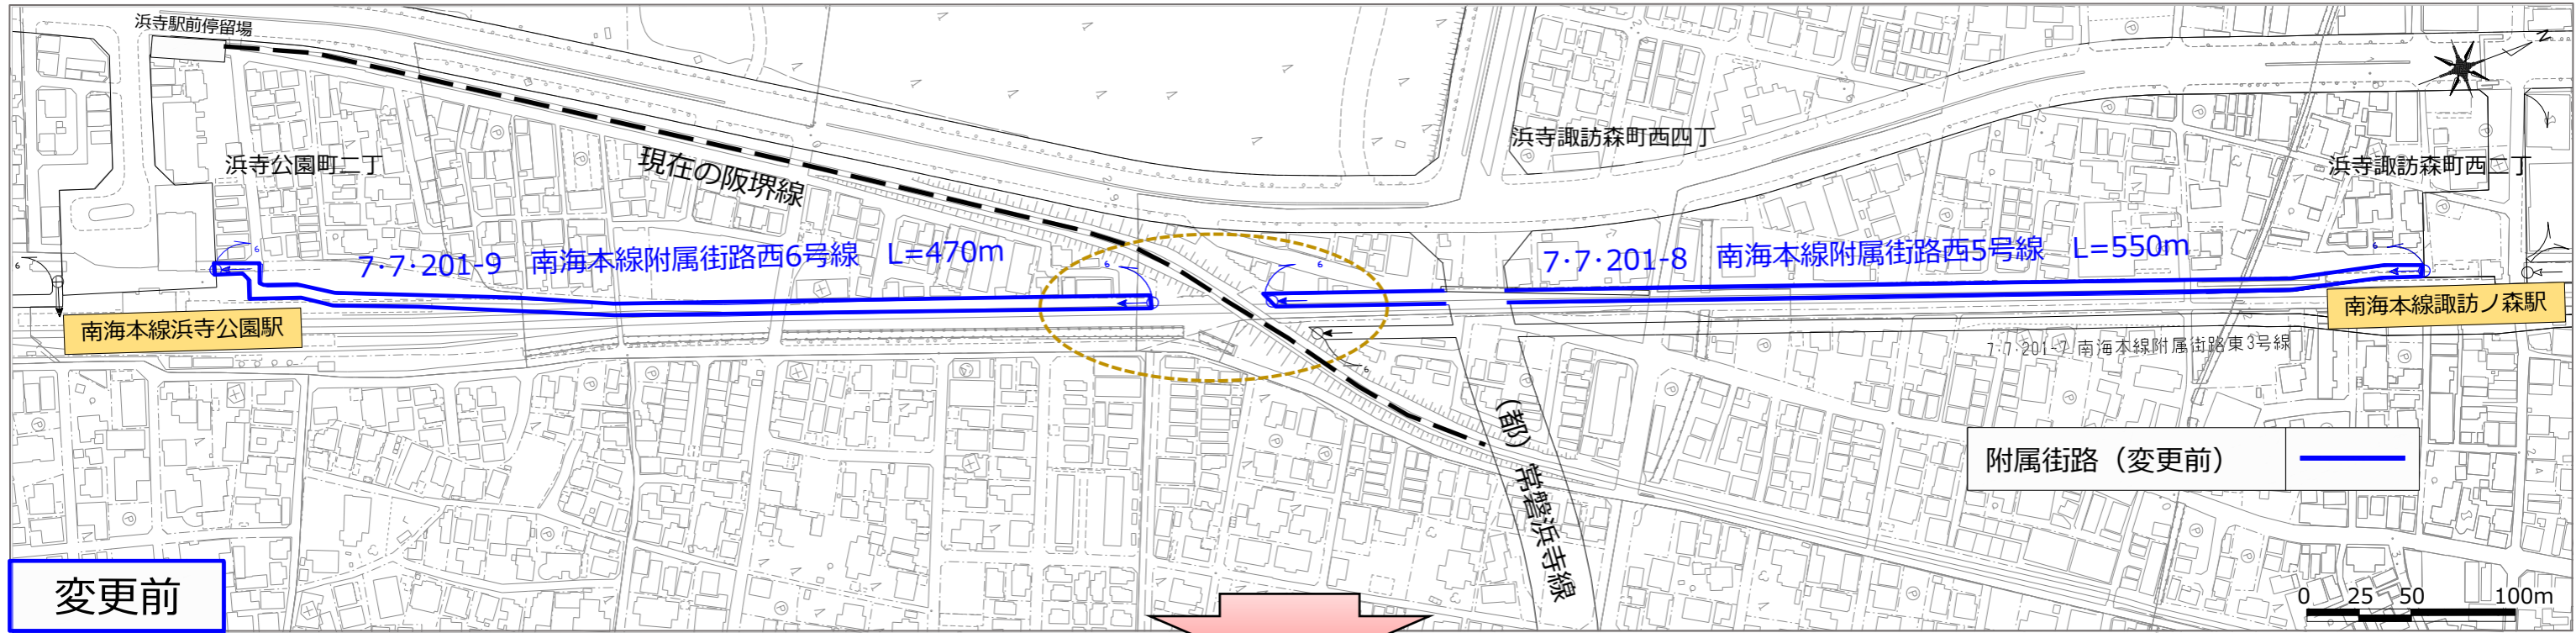 浜寺駅前停留場
N
浜寺諏訪森町西四丁
浜寺公園町二丁
現在の阪堺線
浜寺諏訪森町西二丁
7・7・201-9 南海本線附属街路西6号線 L=470m
7・7・201-8 南海本線附属街路西5号線 L=550m
6
6
6
6
6
6
南海本線浜寺公園駅
南海本線諏訪ノ森駅
7・7・201-7 南海本線附属街路東3号線
(都)常磐浜寺線
附属街路（変更前）
変更前
0 25 50 100m